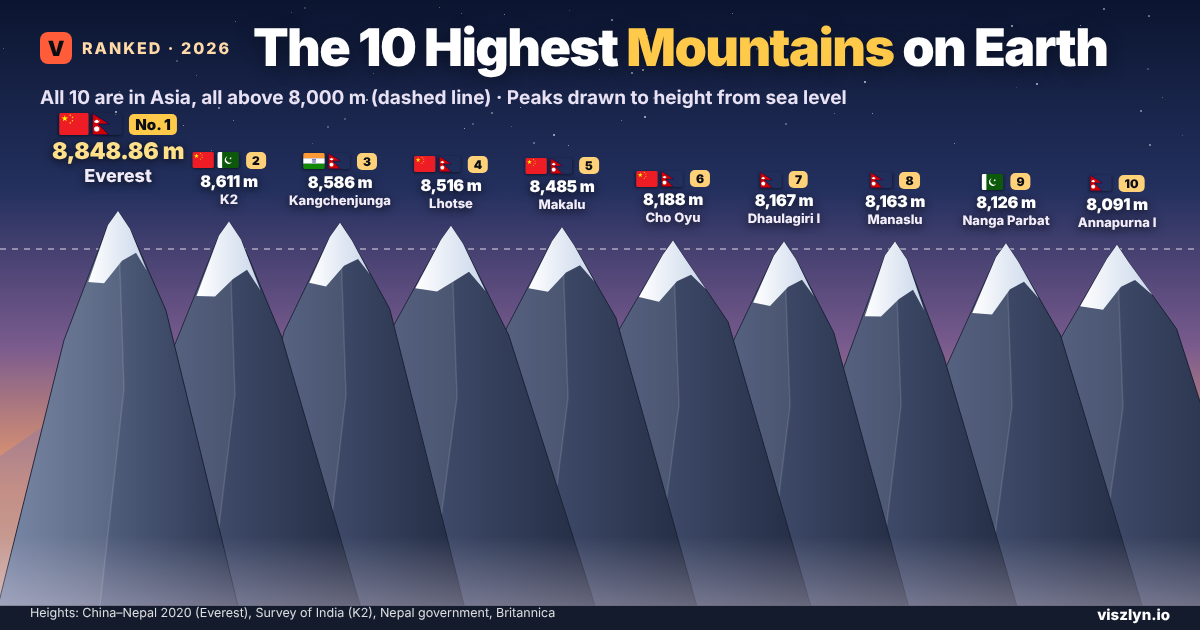 V RANKED · 2026
The 10 Highest Mountains on Earth
All 10 are in Asia, all above 8,000 m (dashed line) · Peaks drawn to height from sea level
No. 1
8,848.86 m
Everest
2
8,611 m
K2
3
8,586 m
Kangchenjunga
4
8,516 m
Lhotse
5
8,485 m
Makalu
6
8,188 m
Cho Oyu
7
8,167 m
Dhaulagiri I
8
8,163 m
Manaslu
9
8,126 m
Nanga Parbat
10
8,091 m
Annapurna I
Heights: China–Nepal 2020 (Everest), Survey of India (K2), Nepal government, Britannica
viszlyn.io